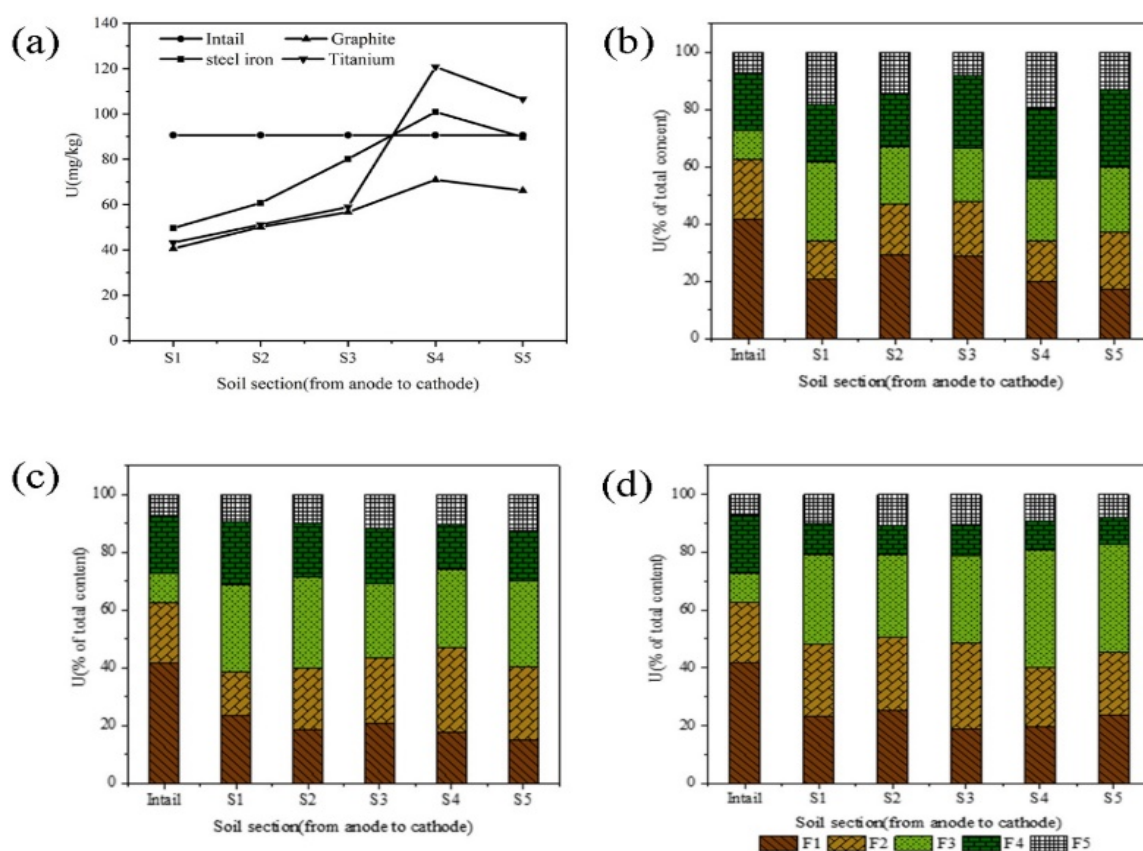 (a)
Intail
Graphite
steel iron
Titanium
U(mg/kg)
140
120
100
80
60
40
20
0
S1 S2 S3 S4 S5
Soil section(from anode to cathode)
(b)
U(% of total concent)
100
80
60
40
20
0
Intail S1 S2 S3 S4 S5
Soil section(from anode to cathode)
(c)
U(% of total content)
100
80
60
40
20
0
Intail S1 S2 S3 S4 S5
Soil section(from anode to cathode)
(d)
U(% of total content)
100
80
60
40
20
0
Intail S1 S2 S3 S4 S5
Soil section(from anode to cathode)
F1 F2 F3 F4 F5